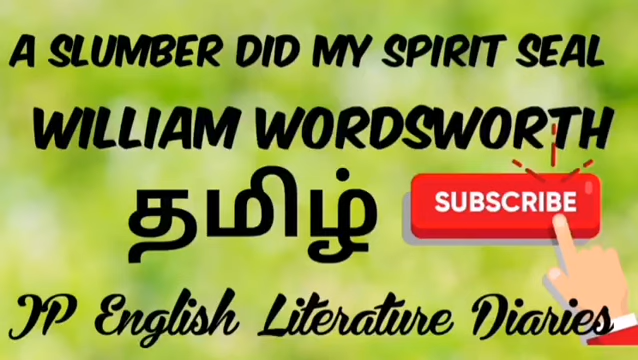 A SLUMBER DID MY SPIRIT SEAL
WILLIAM WORDSWORTH
தமிழ்
SUBSCRIBE
JP English Literature Diaries